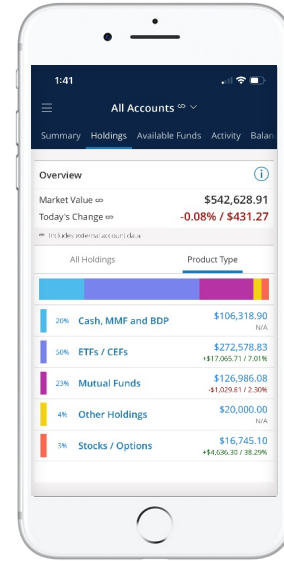 1:41
All Accounts
Summary Holdings Available Funds Activity Balan
Overview
Market Value $542,628.91
Today's Change -0.08% / $431.27
Includes external account data
All Holdings Product Type
20% Cash, MMF and BDP $106,318.90
N/A
50% ETFs / CEFs $272,578.83
+$17,065.71 / 7.01%
23% Mutual Funds $126,986.08
-$1,029.61 / 2.30%
4% Other Holdings $20,000.00
N/A
3% Stocks / Options $16,745.10
+$4,636.30 / 38.29%